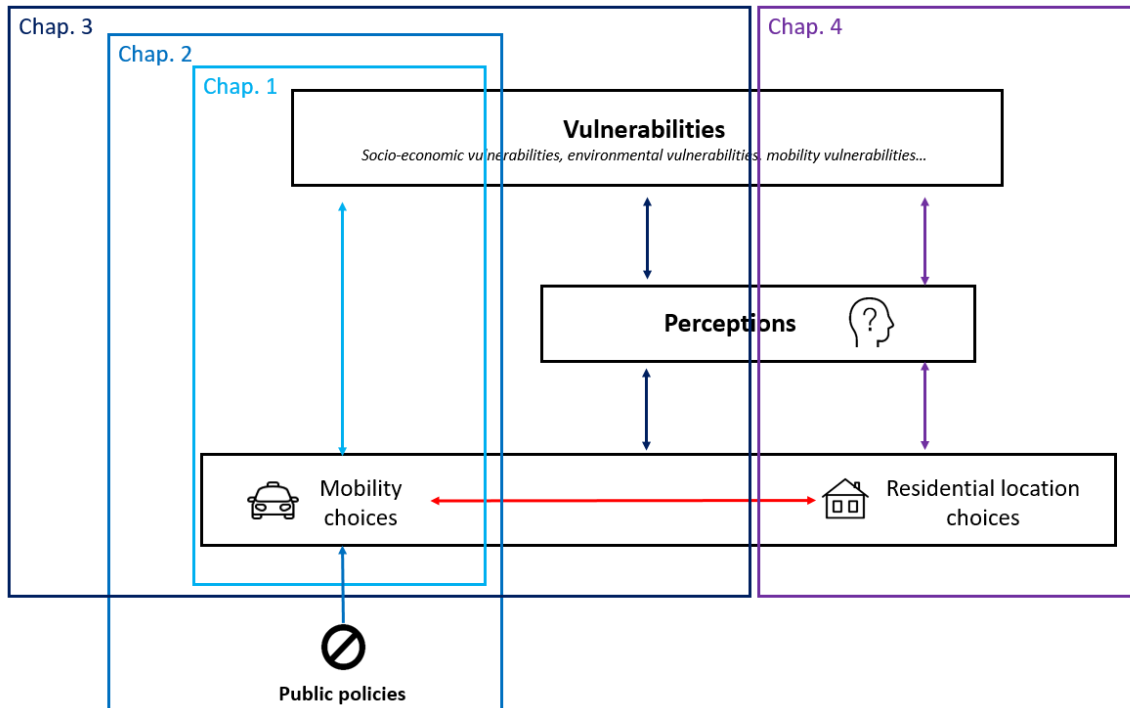 Chap. 3
Chap. 4
Chap. 2
Chap. 1
Vulnerabilities
Socio-economic vulnerabilities, environmental vulnerabilities, mobility vulnerabilities…
Perceptions
?
Mobility
choices
Residential location
choices
Public policies